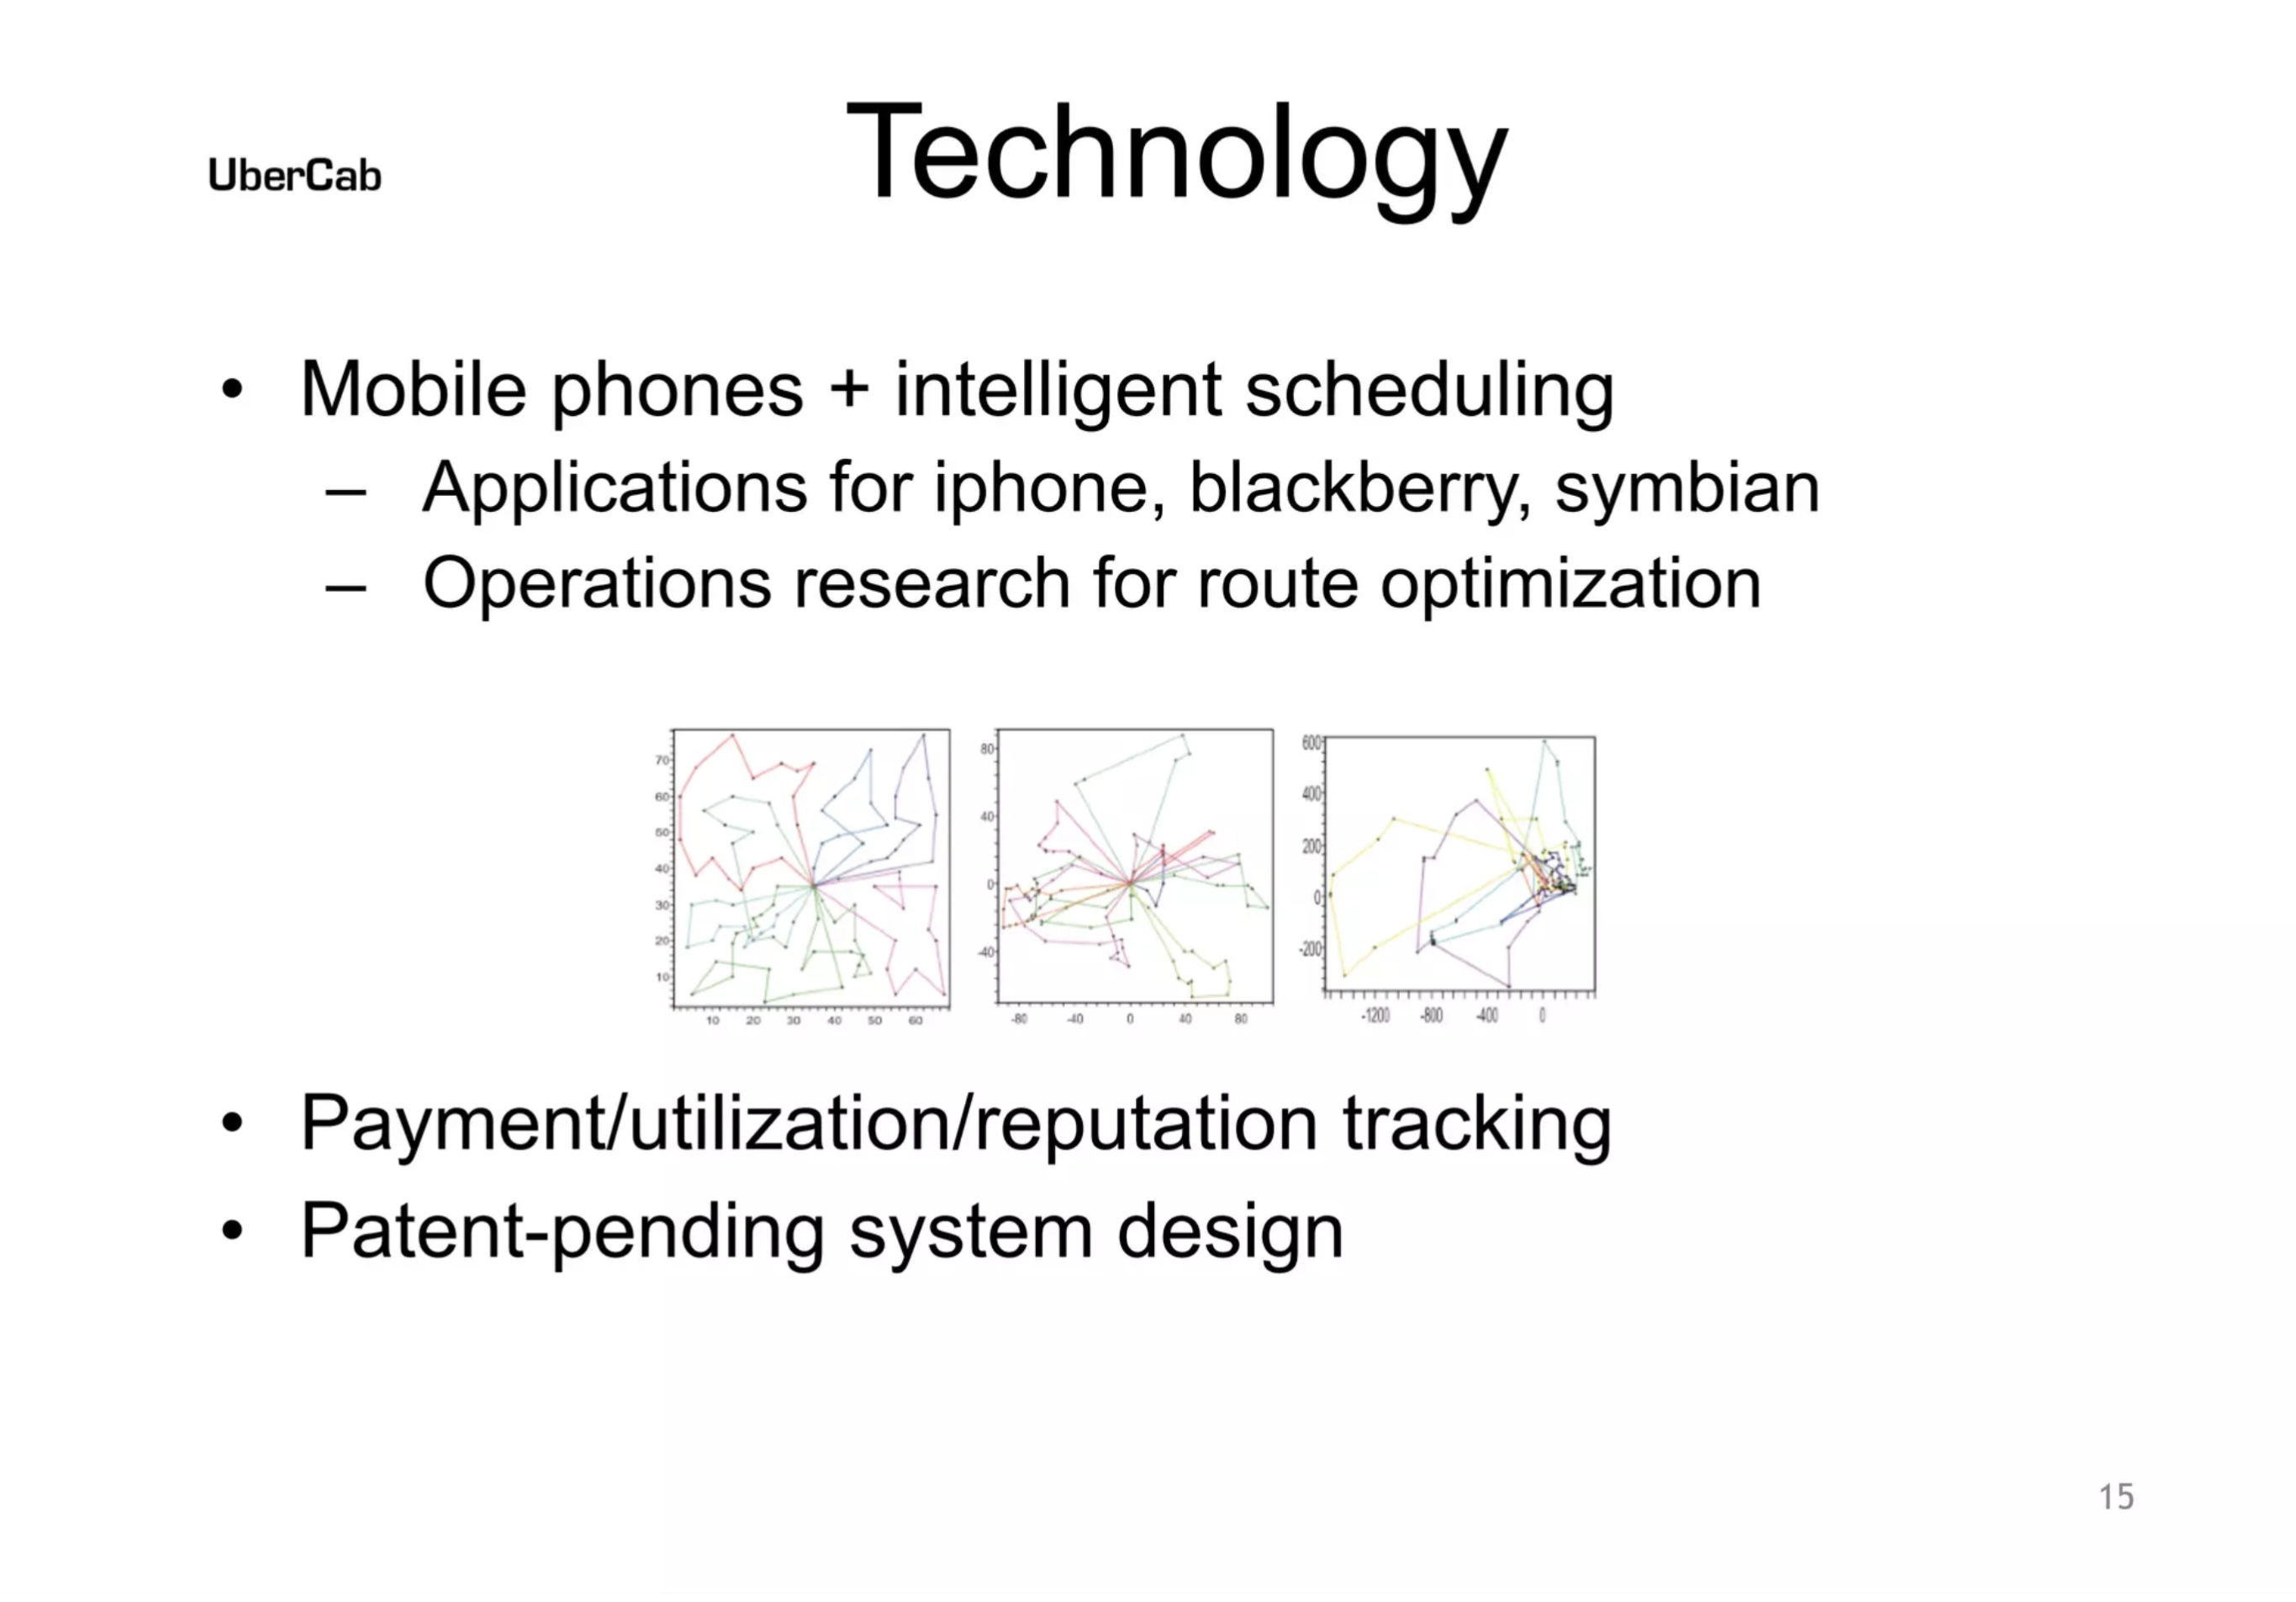 Technology
UberCab
• Mobile phones + intelligent scheduling
– Applications for iphone, blackberry, symbian
– Operations research for route optimization
70
60
50
40
30
20
10
10 20 30 40 50 60
80
40
0
-40
-80 -40 0 40 80
600
400
200
0
-200
-1200 -800 -400 0
• Payment/utilization/reputation tracking
• Patent-pending system design
15